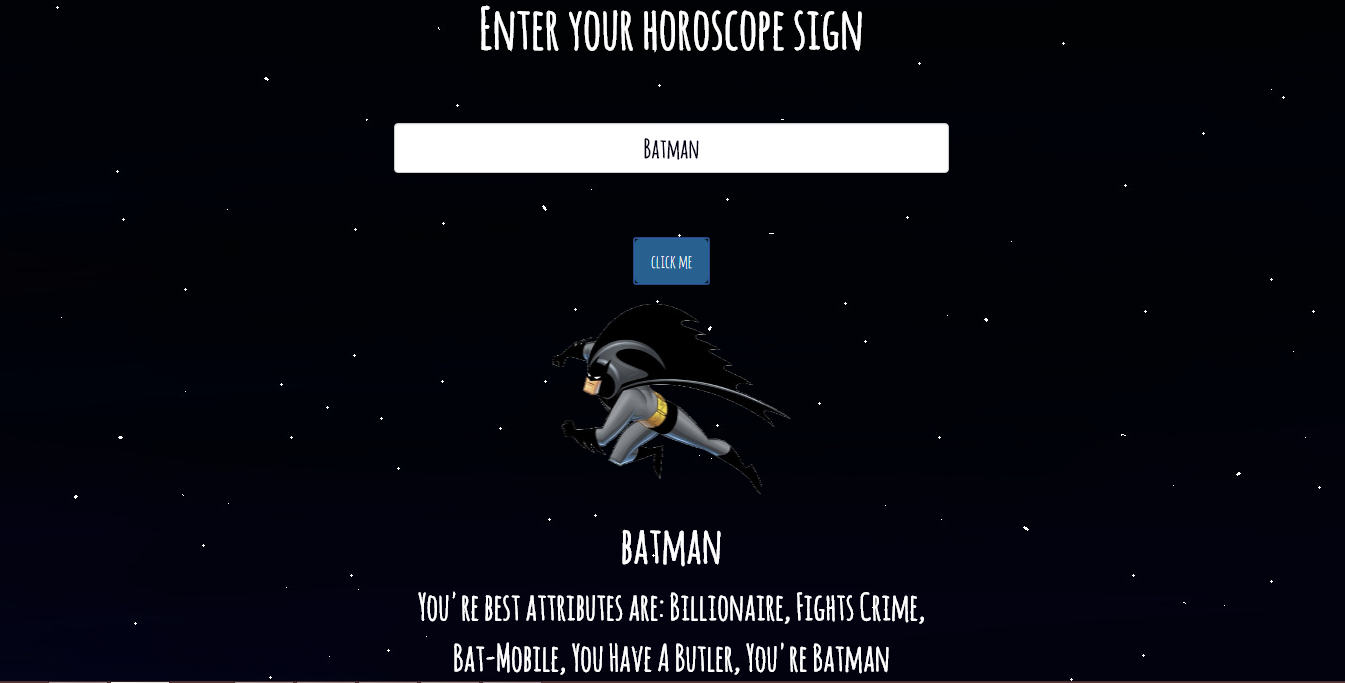 Enter your horoscope sign
Batman
click me
batman
You're best attributes are: Billionaire, Fights Crime,
Bat-Mobile, You Have A Butler, You're Batman